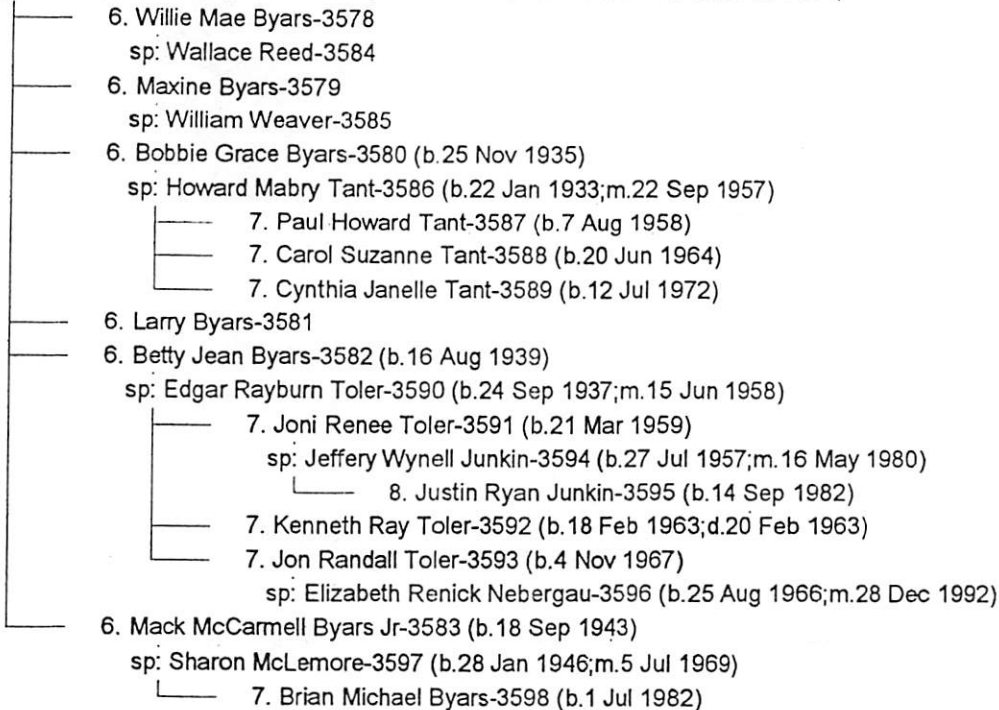 6. Willie Mae Byars-3578
sp: Wallace Reed-3584
6. Maxine Byars-3579
sp: William Weaver-3585
6. Bobbie Grace Byars-3580 (b.25 Nov 1935)
sp: Howard Mabry Tant-3586 (b.22 Jan 1933;m.22 Sep 1957)
7. Paul Howard Tant-3587 (b.7 Aug 1958)
7. Carol Suzanne Tant-3588 (b.20 Jun 1964)
7. Cynthia Janelle Tant-3589 (b.12 Jul 1972)
6. Larry Byars-3581
6. Betty Jean Byars-3582 (b.16 Aug 1939)
sp: Edgar Rayburn Toler-3590 (b.24 Sep 1937;m.15 Jun 1958)
7. Joni Renee Toler-3591 (b.21 Mar 1959)
sp: Jeffery Wynell Junkin-3594 (b.27 Jul 1957;m.16 May 1980)
8. Justin Ryan Junkin-3595 (b.14 Sep 1982)
7. Kenneth Ray Toler-3592 (b.18 Feb 1963;d.20 Feb 1963)
7. Jon Randall Toler-3593 (b.4 Nov 1967)
sp: Elizabeth Renick Nebergau-3596 (b.25 Aug 1966;m.28 Dec 1992)
6. Mack McCarmell Byars Jr-3583 (b.18 Sep 1943)
sp: Sharon McLemore-3597 (b.28 Jan 1946;m.5 Jul 1969)
7. Brian Michael Byars-3598 (b.1 Jul 1982)